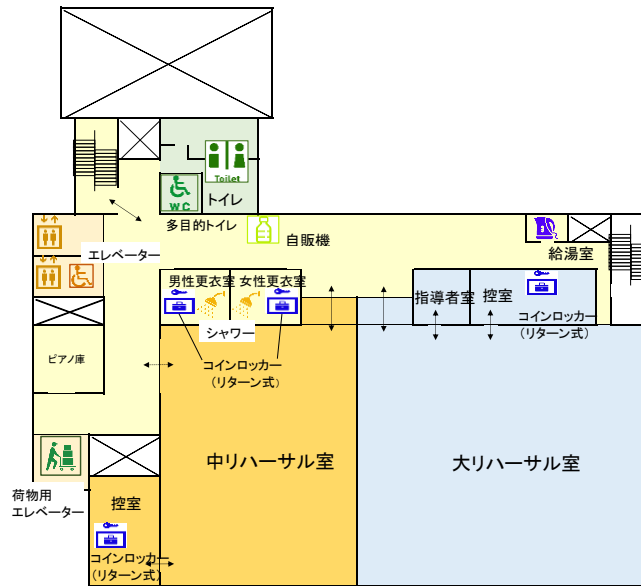 Toilet
W.C
トイレ
多目的トイレ
自販機
エレベーター
給湯室
男性更衣室
女性更衣室
指導者室
控室
シャワー
コインロッカー
(リターン式)
コインロッカー
(リターン式)
ピアノ庫
中リハーサル室
大リハーサル室
荷物用
エレベーター
控室
コインロッカー
(リターン式)